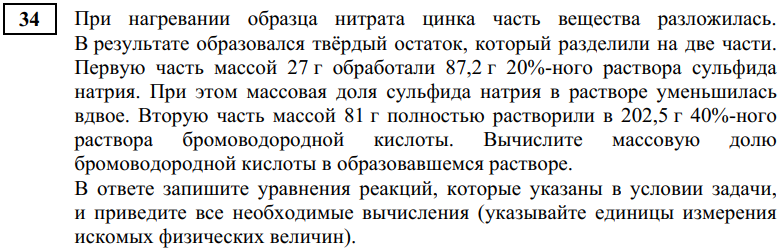 34 При нагревании образца нитрата цинка часть вещества разложилась.
В результате образовался твёрдый остаток, который разделили на две части.
Первую часть массой 27 г обработали 87,2 г 20%-ного раствора сульфида
натрия. При этом массовая доля сульфида натрия в растворе уменьшилась
вдвое. Вторую часть массой 81 г полностью растворили в 202,5 г 40%-ного
раствора бромоводородной кислоты. Вычислите массовую долю
бромоводородной кислоты в образовавшемся растворе.
В ответе запишите уравнения реакций, которые указаны в условии задачи,
и приведите все необходимые вычисления (указывайте единицы измерения
искомых физических величин).